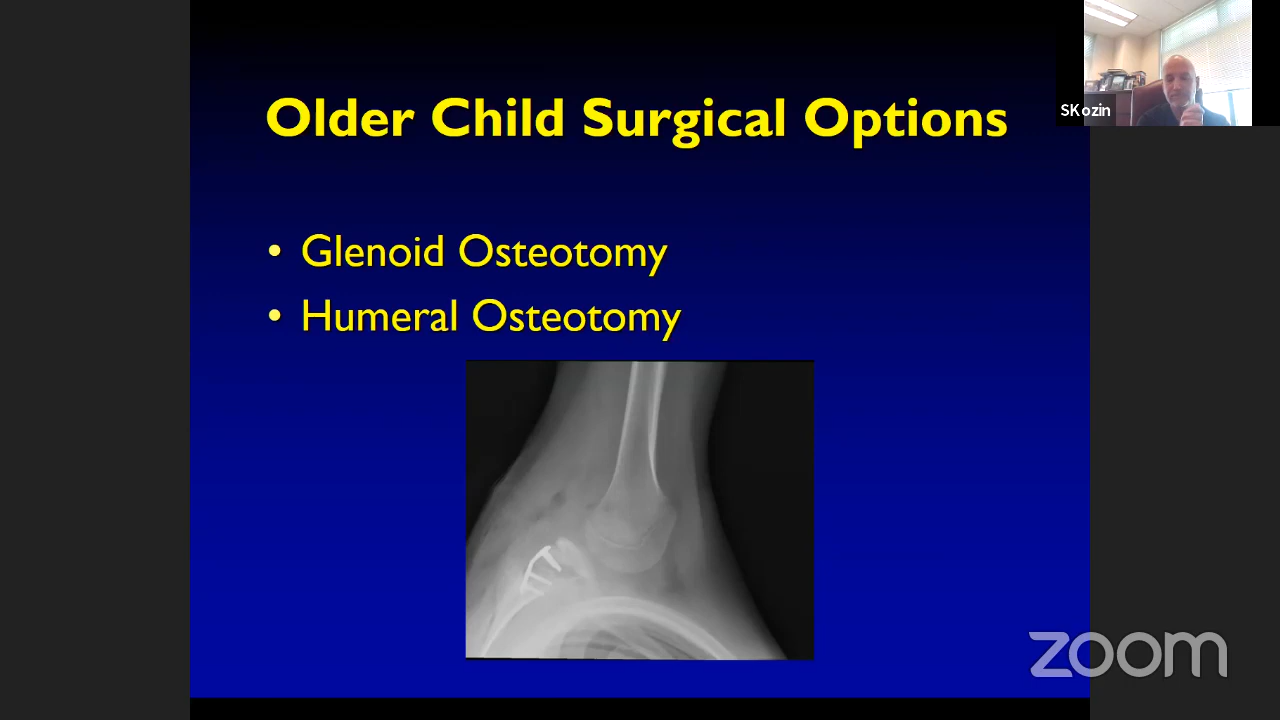 Older Child Surgical Options
• Glenoid Osteotomy
• Humeral Osteotomy
SKozin
zoom